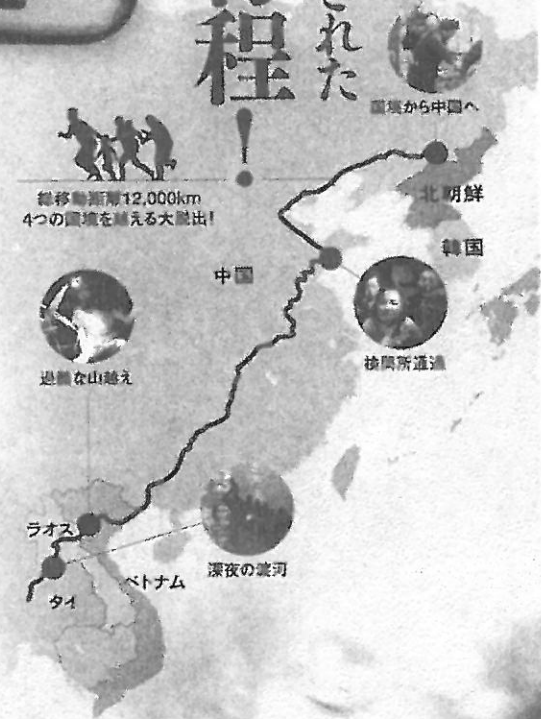 された
程!
国境から中国へ
総移動距離12,000km
4つの国境を越える大脱出!
北朝鮮
韓国
中国
検問所通過
過酷な山越え
ラオス
深夜の渡河
ベトナム
タイ